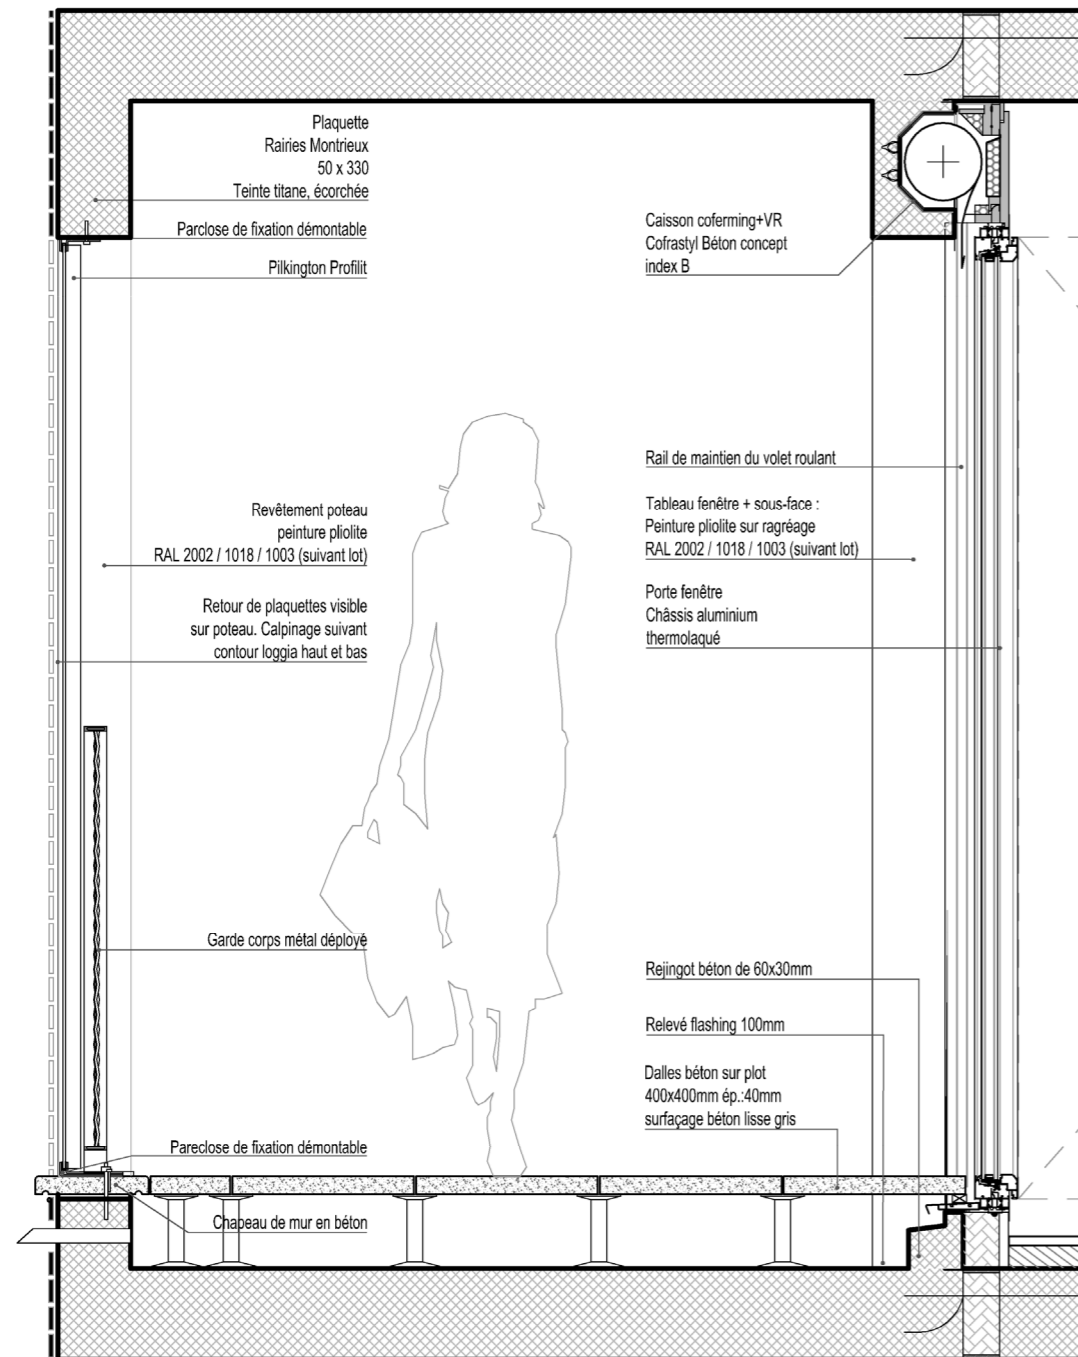 Plaquette
Rairies Montrieux
50 x 330
Teinte titane, écorchée
Parclose de fixation démontable
Pilkington Profilit
Revêtement poteau
peinture pliolite
RAL 2002 / 1018 / 1003 (suivant lot)
Retour de plaquettes visible
sur poteau. Calpinage suivant
contour loggia haut et bas
Garde corps métal déployé
Pareclose de fixation démontable
Chapeau de mur en béton
Caisson coferming+VR
Cofrastyl Béton concept
index B
Rail de maintien du volet roulant
Tableau fenêtre + sous-face :
Peinture pliolite sur ragréage
RAL 2002 / 1018 / 1003 (suivant lot)
Porte fenêtre
Châssis aluminium
thermolaqué
Rejingot béton de 60x30mm
Relevé flashing 100mm
Dalles béton sur plot
400x400mm ép.:40mm
surfaçage béton lisse gris